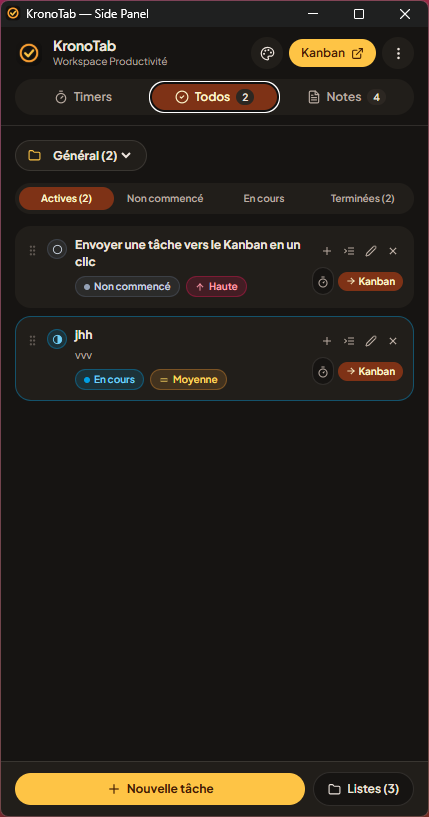 KronoTab — Side Panel
KronoTab
Workspace Productivité
Kanban
Timers
Todos 2
Notes 4
Général (2)
Actives (2)
Non commencé
En cours
Terminées (2)
Envoyer une tâche vers le Kanban en un
clic
Non commencé
Haute
→ Kanban
jhh
vvv
En cours
Moyenne
→ Kanban
+ Nouvelle tâche
Listes (3)